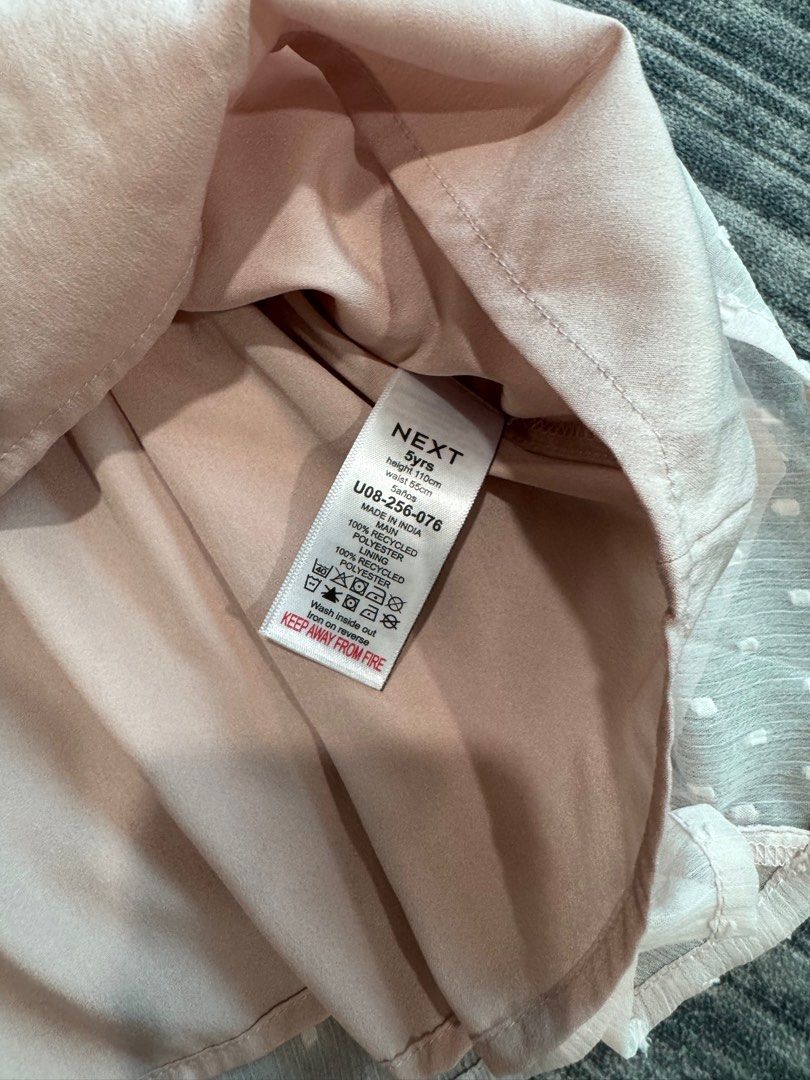 NEXT
5yrs
height 110cm
waist 55cm
5años
U08-256-076
MADE IN INDIA
MAIN
100% RECYCLED
POLYESTER
LINING
100% RECYCLED
POLYESTER
40
Wash inside out
Iron on reverse
KEEP AWAY FROM FIRE